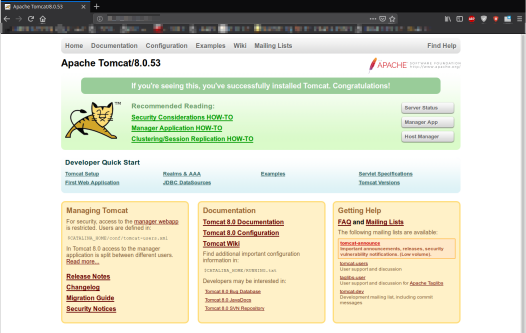 Apache Tomcat/8.0.53
Home Documentation Configuration Examples Wiki Mailing Lists Find Help
Apache Tomcat/8.0.53
APACHE SOFTWARE FOUNDATION
http://www.apache.org/
If you're seeing this, you've successfully installed Tomcat. Congratulations!
TM
Recommended Reading:
Security Considerations HOW-TO
Manager Application HOW-TO
Clustering/Session Replication HOW-TO
Server Status
Manager App
Host Manager
Developer Quick Start
Tomcat Setup
First Web Application
Realms & AAA
JDBC DataSources
Examples
Servlet Specifications
Tomcat Versions
Managing Tomcat
For security, access to the manager webapp
is restricted. Users are defined in:
$CATALINA_HOME/conf/tomcat-users.xml
In Tomcat 8.0 access to the manager
application is split between different users.
Read more...
Release Notes
Changelog
Migration Guide
Security Notices
Documentation
Tomcat 8.0 Documentation
Tomcat 8.0 Configuration
Tomcat Wiki
Find additional important configuration
information in:
$CATALINA_HOME/RUNNING.txt
Developers may be interested in:
Tomcat 8.0 Bug Database
Tomcat 8.0 JavaDocs
Tomcat 8.0 SVN Repository
Getting Help
FAQ and Mailing Lists
The following mailing lists are available:
tomcat-announce
Important announcements, releases, security
vulnerability notifications. (Low volume).
tomcat-users
User support and discussion
taglibs-user
User support and discussion for Apache Taglibs
tomcat-dev
Development mailing list, including commit
messages